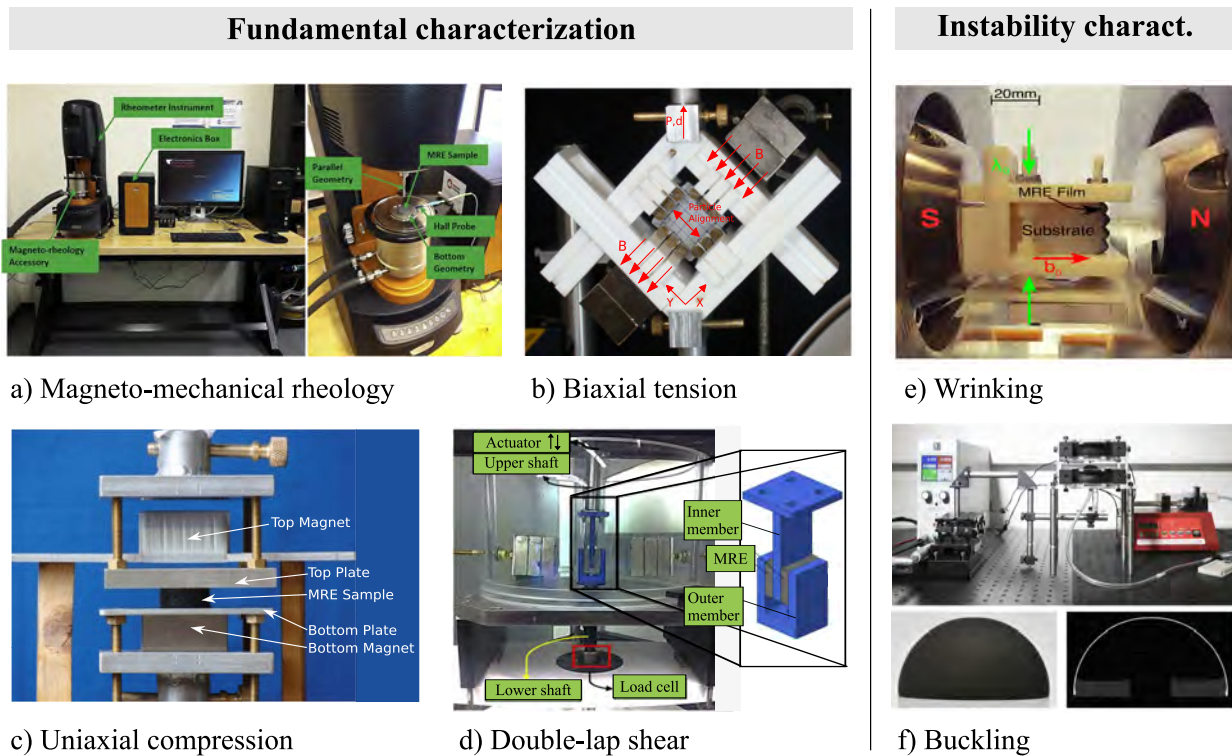 Fundamental characterization
Instability charact.
Rheometer Instrument
Electronics Box
Magneto-rheology
Accessory
MRE Sample
Parallel
Geometry
Hall Probe
Bottom
Geometry
a) Magneto-mechanical rheology
P,d
B
Particle
Alignment
B
Y
X
b) Biaxial tension
20mm
MRE Film
S
N
Substrate
e) Wrinking
Top Magnet
Top Plate
MRE Sample
Bottom Plate
Bottom Magnet
c) Uniaxial compression
Actuator ↑↓
Upper shaft
Inner
member
MRE
Outer
member
Lower shaft
Load cell
d) Double-lap shear
f) Buckling